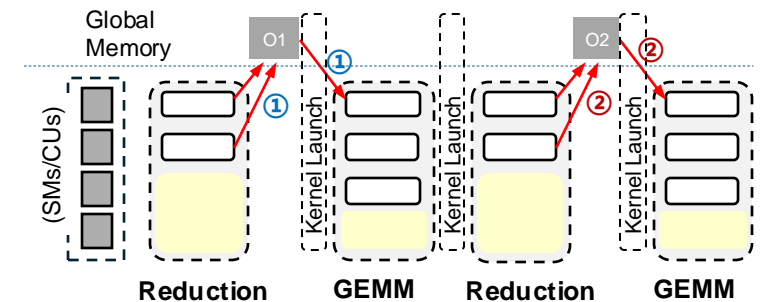 Global
Memory
O1
O2
①
①
②
②
(SMs/CUs)
Kernel Launch
Kernel Launch
Kernel Launch
Reduction
GEMM
Reduction
GEMM